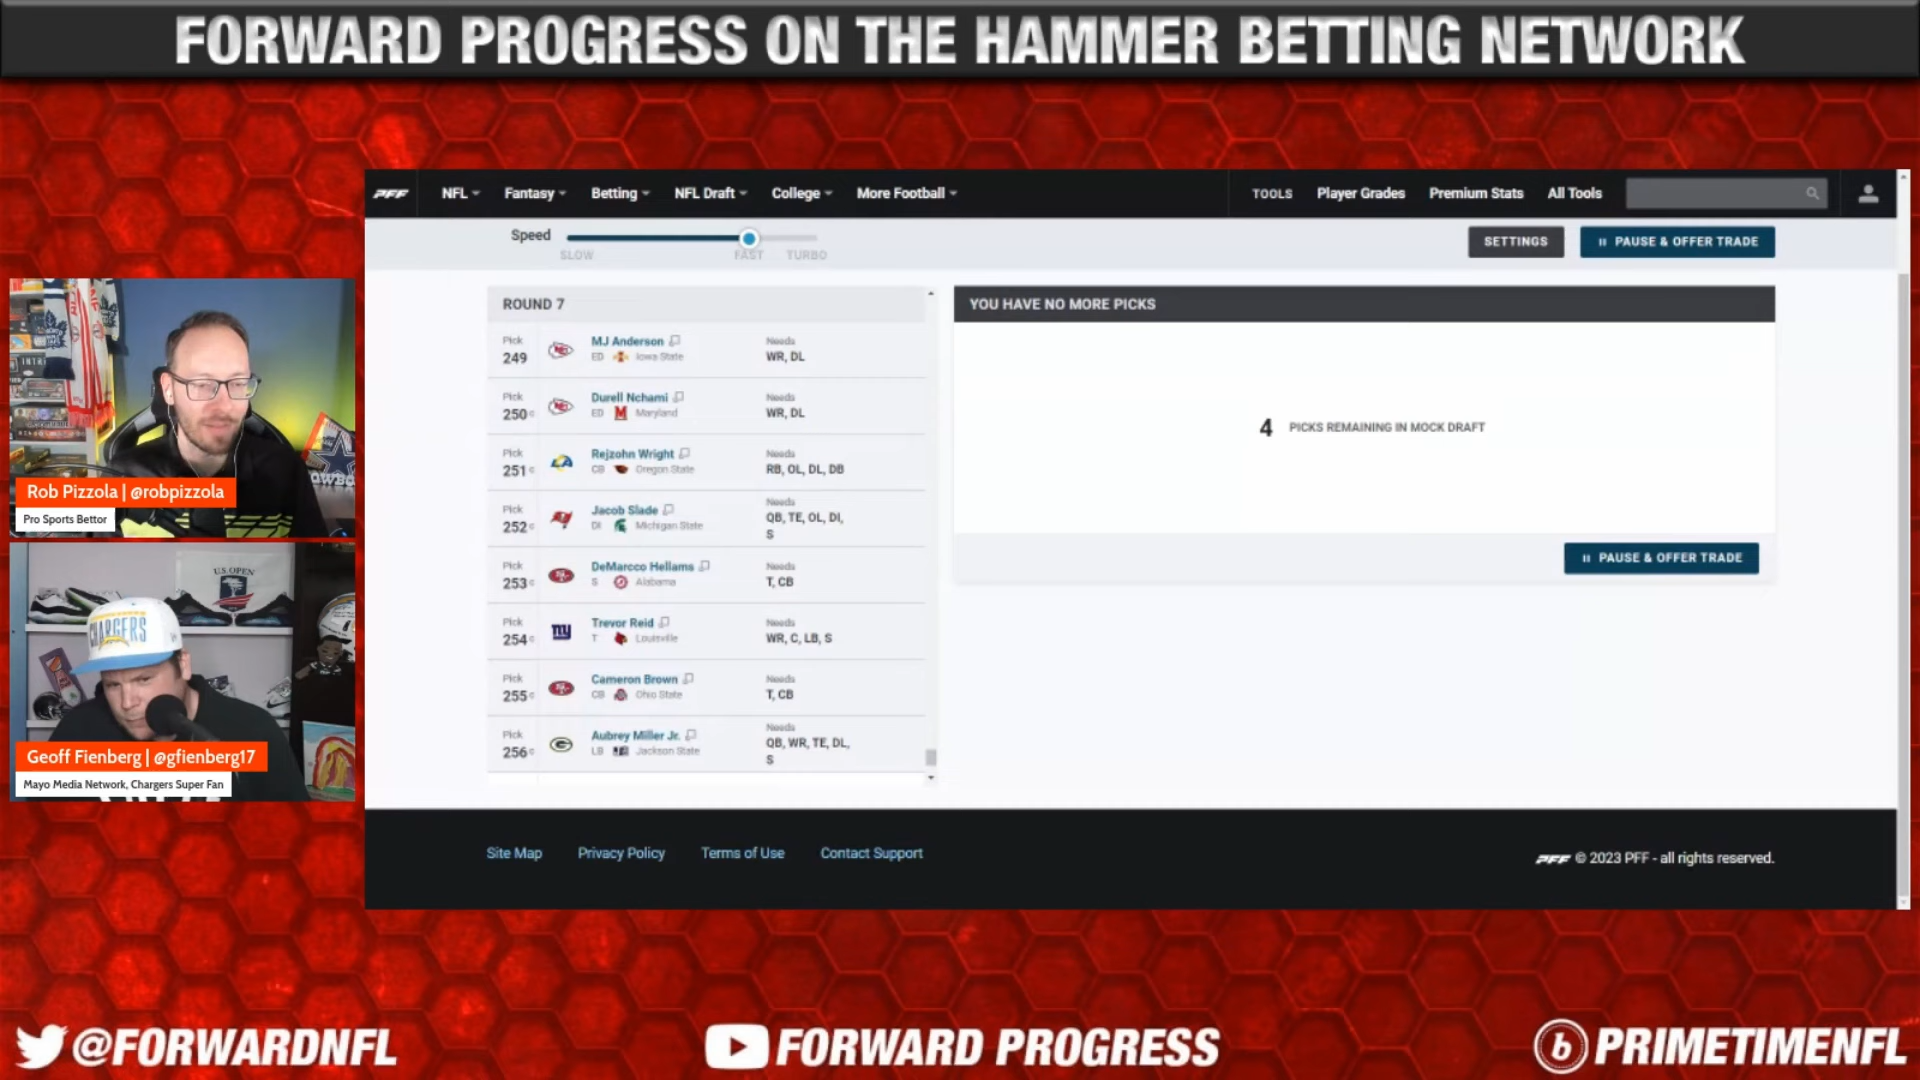 FORWARD PROGRESS ON THE HAMMER BETTING NETWORK
PFF NFL Fantasy Betting NFL Draft College More Football TOOLS Player Grades Premium Stats All Tools
Speed
SLOW FAST TURBO
SETTINGS
PAUSE & OFFER TRADE
ROUND 7
Pick 249 MJ Anderson Needs
ED Iowa State WR, DL
Pick 250 c Durell Nchami Needs
ED Maryland WR, DL
Pick 251 c Rejzohn Wright Needs
CB Oregon State RB, OL, DL, DB
Pick 252 c Jacob Slade Needs
DI Michigan State QB, TE, OL, DI,
S
Pick 253 c DeMarcco Hellams Needs
S Alabama T, CB
Pick 254 c Trevor Reid Needs
T Louisville WR, C, LB, S
Pick 255 c Cameron Brown Needs
CB Ohio State T, CB
Pick 256 c Aubrey Miller Jr. Needs
LB Jackson State QB, WR, TE, DL,
S
YOU HAVE NO MORE PICKS
4 PICKS REMAINING IN MOCK DRAFT
PAUSE & OFFER TRADE
Site Map Privacy Policy Terms of Use Contact Support
PFF © 2023 PFF - all rights reserved.
Rob Pizzola | @robpizzola
Pro Sports Bettor
U.S. OPEN
CHARGERS
Geoff Fienberg | @gfienberg17
Mayo Media Network, Chargers Super Fan
@FORWARDNFL
FORWARD PROGRESS
b PRIMETIMENFL